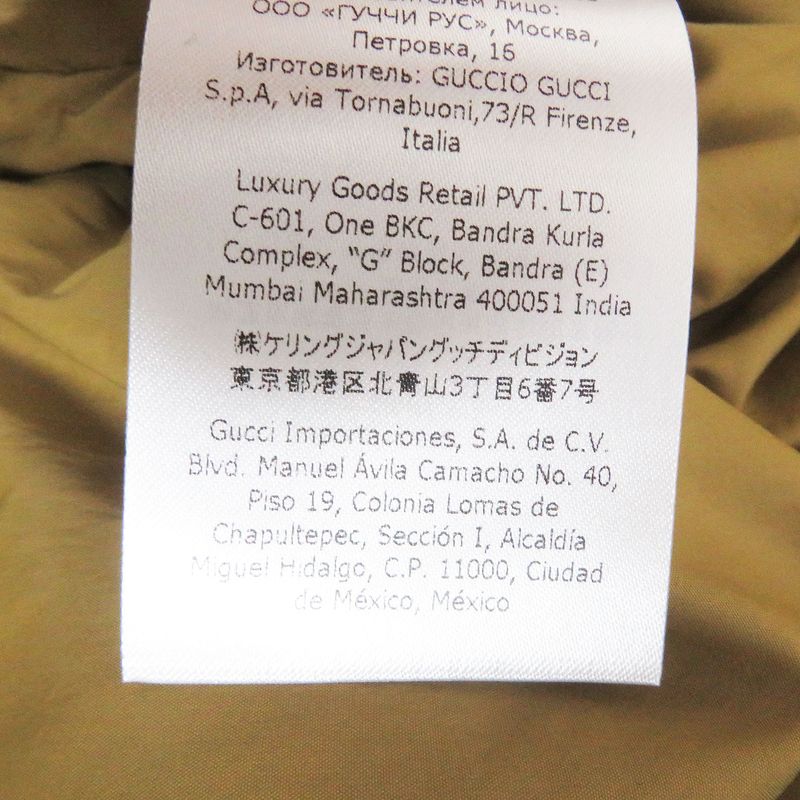 лицо:
ООО «ГУЧЧИ РУС», Москва,
Петровка, 16
Изготовитель: GUCCIO GUCCI
S.p.A, via Tornabuoni,73/R Firenze,
Italia
Luxury Goods Retail PVT. LTD.
C-601, One BKC, Bandra Kurla
Complex, “G” Block, Bandra (E)
Mumbai Maharashtra 400051 India
㈱ケリングジャパングッチディビジョン
東京都港区北青山3丁目6番7号
Gucci Importaciones, S.A. de C.V.
Blvd. Manuel Ávila Camacho No. 40,
Piso 19, Colonia Lomas de
Chapultepec, Sección I, Alcaldía
Miguel Hidalgo, C.P. 11000, Ciudad
de México, México